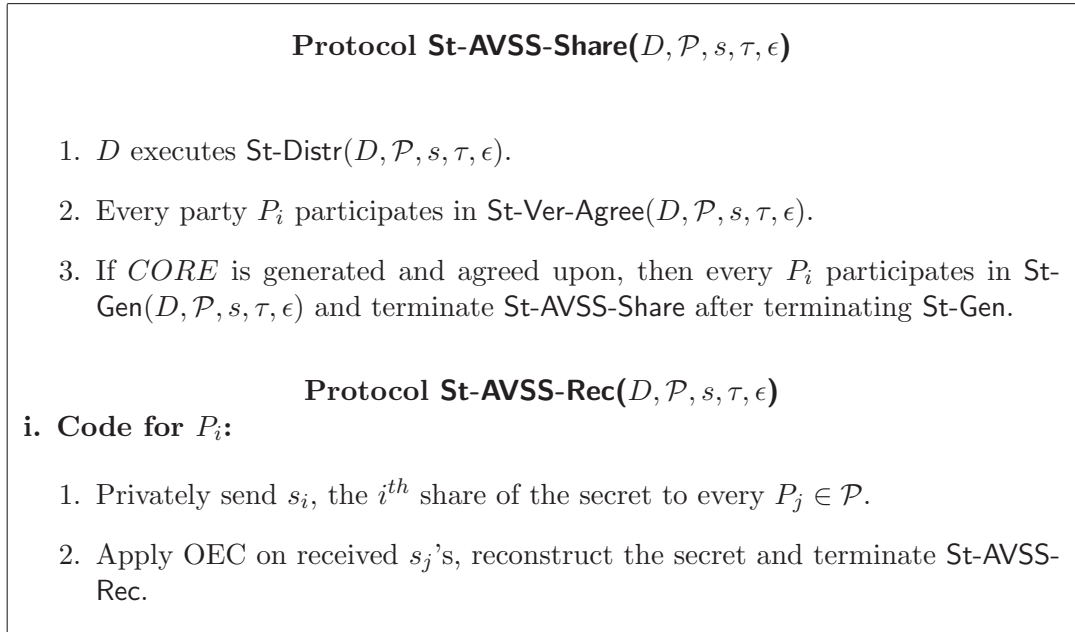 Protocol St-AVSS-Share(D, 𝒫, s, τ, ϵ)
1. D executes St-Distr(D, 𝒫, s, τ, ϵ).
2. Every party P_i participates in St-Ver-Agree(D, 𝒫, s, τ, ϵ).
3. If CORE is generated and agreed upon, then every P_i participates in St-
Gen(D, 𝒫, s, τ, ϵ) and terminate St-AVSS-Share after terminating St-Gen.
Protocol St-AVSS-Rec(D, 𝒫, s, τ, ϵ)
i. Code for P_i:
1. Privately send s_i, the i^{th} share of the secret to every P_j ∈ 𝒫.
2. Apply OEC on received s_j's, reconstruct the secret and terminate St-AVSS-
Rec.